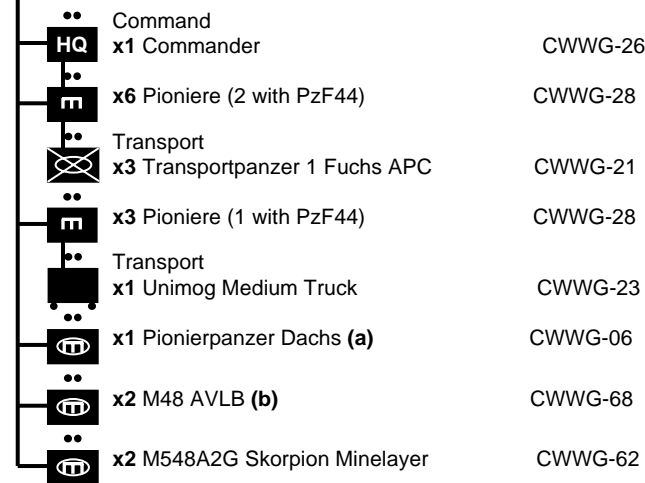 Command
HQ x1 Commander CWWG-26
x6 Pioniere (2 with PzF44) CWWG-28
Transport
x3 Transportpanzer 1 Fuchs APC CWWG-21
x3 Pioniere (1 with PzF44) CWWG-28
Transport
x1 Unimog Medium Truck CWWG-23
x1 Pionierpanzer Dachs (a) CWWG-06
x2 M48 AVLB (b) CWWG-68
x2 M548A2G Skorpion Minelayer CWWG-62